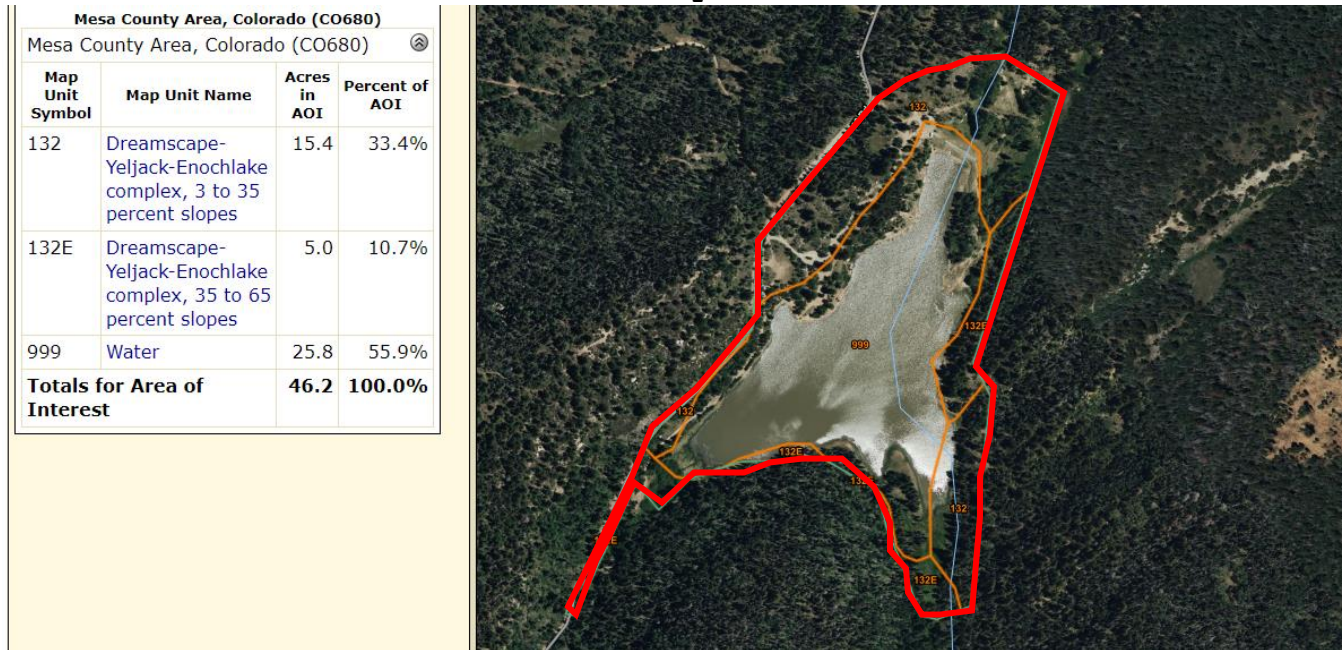 Mesa County Area, Colorado (CO680)
Mesa County Area, Colorado (CO680)
Map Unit Symbol Map Unit Name Acres in AOI Percent of AOI
132 Dreamscape-Yeljack-Enochlake complex, 3 to 35 percent slopes 15.4 33.4%
132E Dreamscape-Yeljack-Enochlake complex, 35 to 65 percent slopes 5.0 10.7%
999 Water 25.8 55.9%
Totals for Area of Interest 46.2 100.0%
132
132E
999
132
132E
132
132E